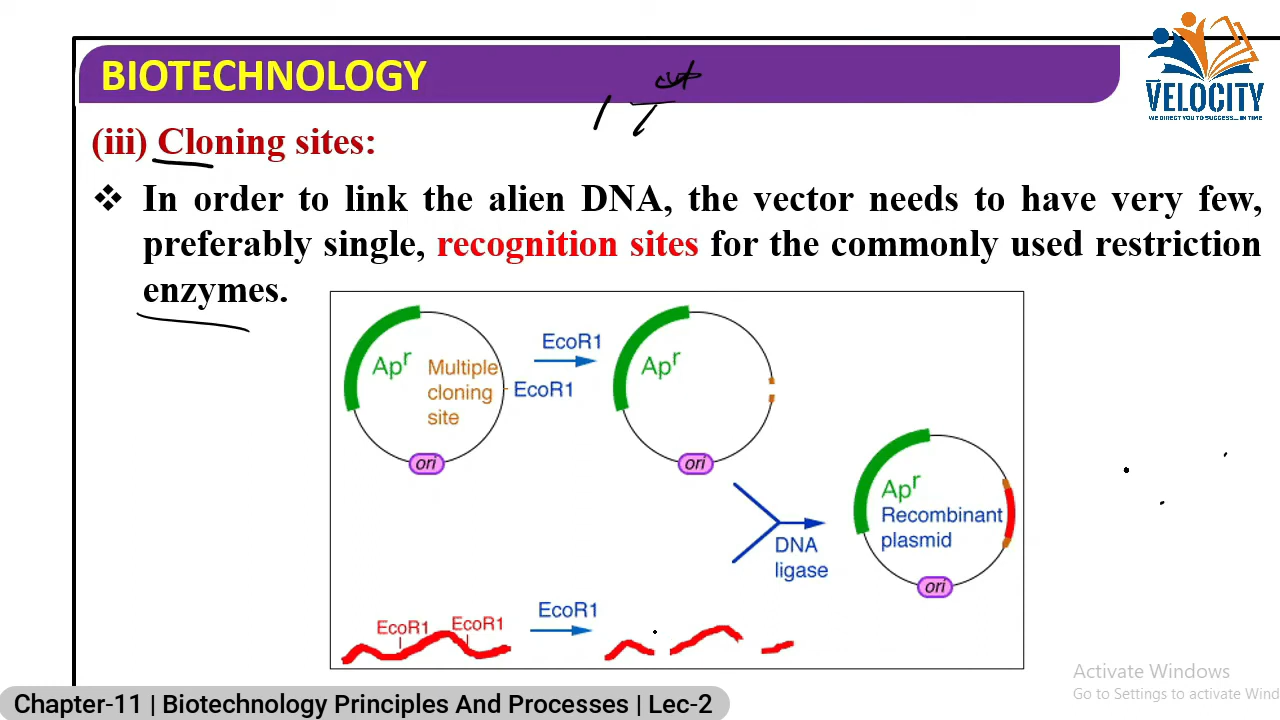 BIOTECHNOLOGY
cut
VELOCITY
WE DIRECT YOU TO SUCCESS.... IN TIME
(iii) Cloning sites:
❖ In order to link the alien DNA, the vector needs to have very few,
preferably single, recognition sites for the commonly used restriction
enzymes.
Apr
Multiple
cloning
site
EcoR1
EcoR1
ori
Apr
ori
DNA
ligase
Apr
Recombinant
plasmid
ori
EcoR1
EcoR1
EcoR1
Activate Windows
Go to Settings to activate Wind
Chapter-11 | Biotechnology Principles And Processes | Lec-2